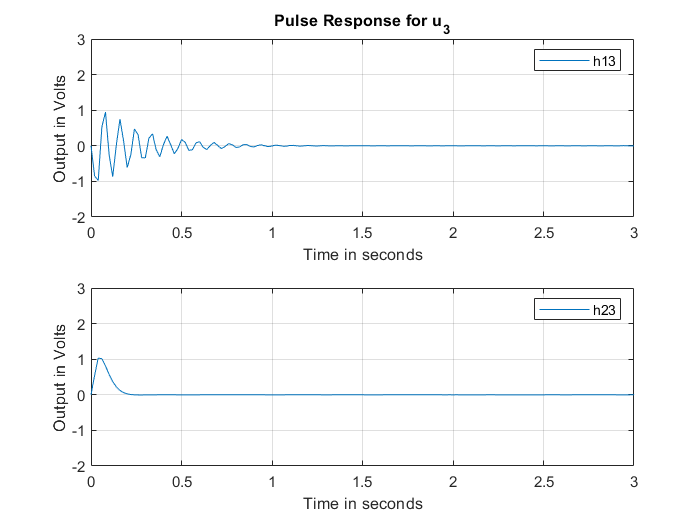 Pulse Response for u3
3
2
1
0
-1
-2
Output in Volts
h13
0 0.5 1 1.5 2 2.5 3
Time in seconds
3
2
1
0
-1
-2
Output in Volts
h23
0 0.5 1 1.5 2 2.5 3
Time in seconds